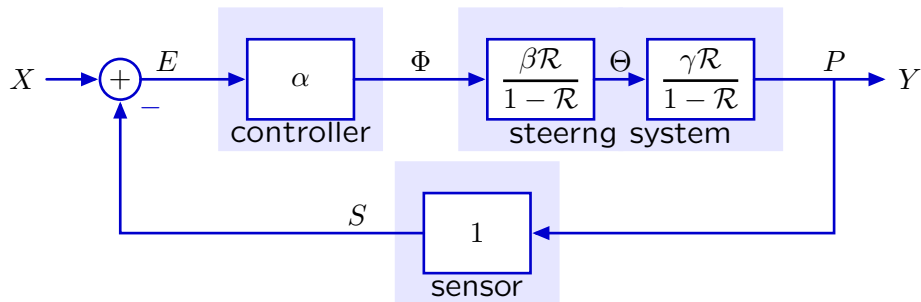 X + E α Φ βR Θ γR P Y
1 − R 1 − R
−
controller steerng system
S 1
sensor